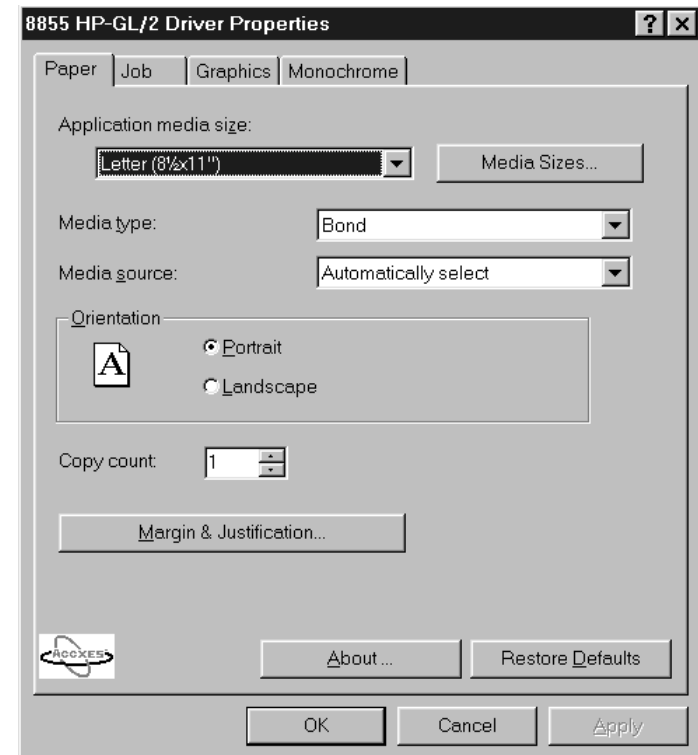 8855 HP-GL/2 Driver Properties
Paper Job Graphics Monochrome
Application media size:
Letter (8½x11") Media Sizes...
Media type: Bond
Media source: Automatically select
Orientation
A
Portrait
Landscape
Copy count: 1
Margin & Justification...
ACCXES
About ... Restore Defaults
OK Cancel Apply